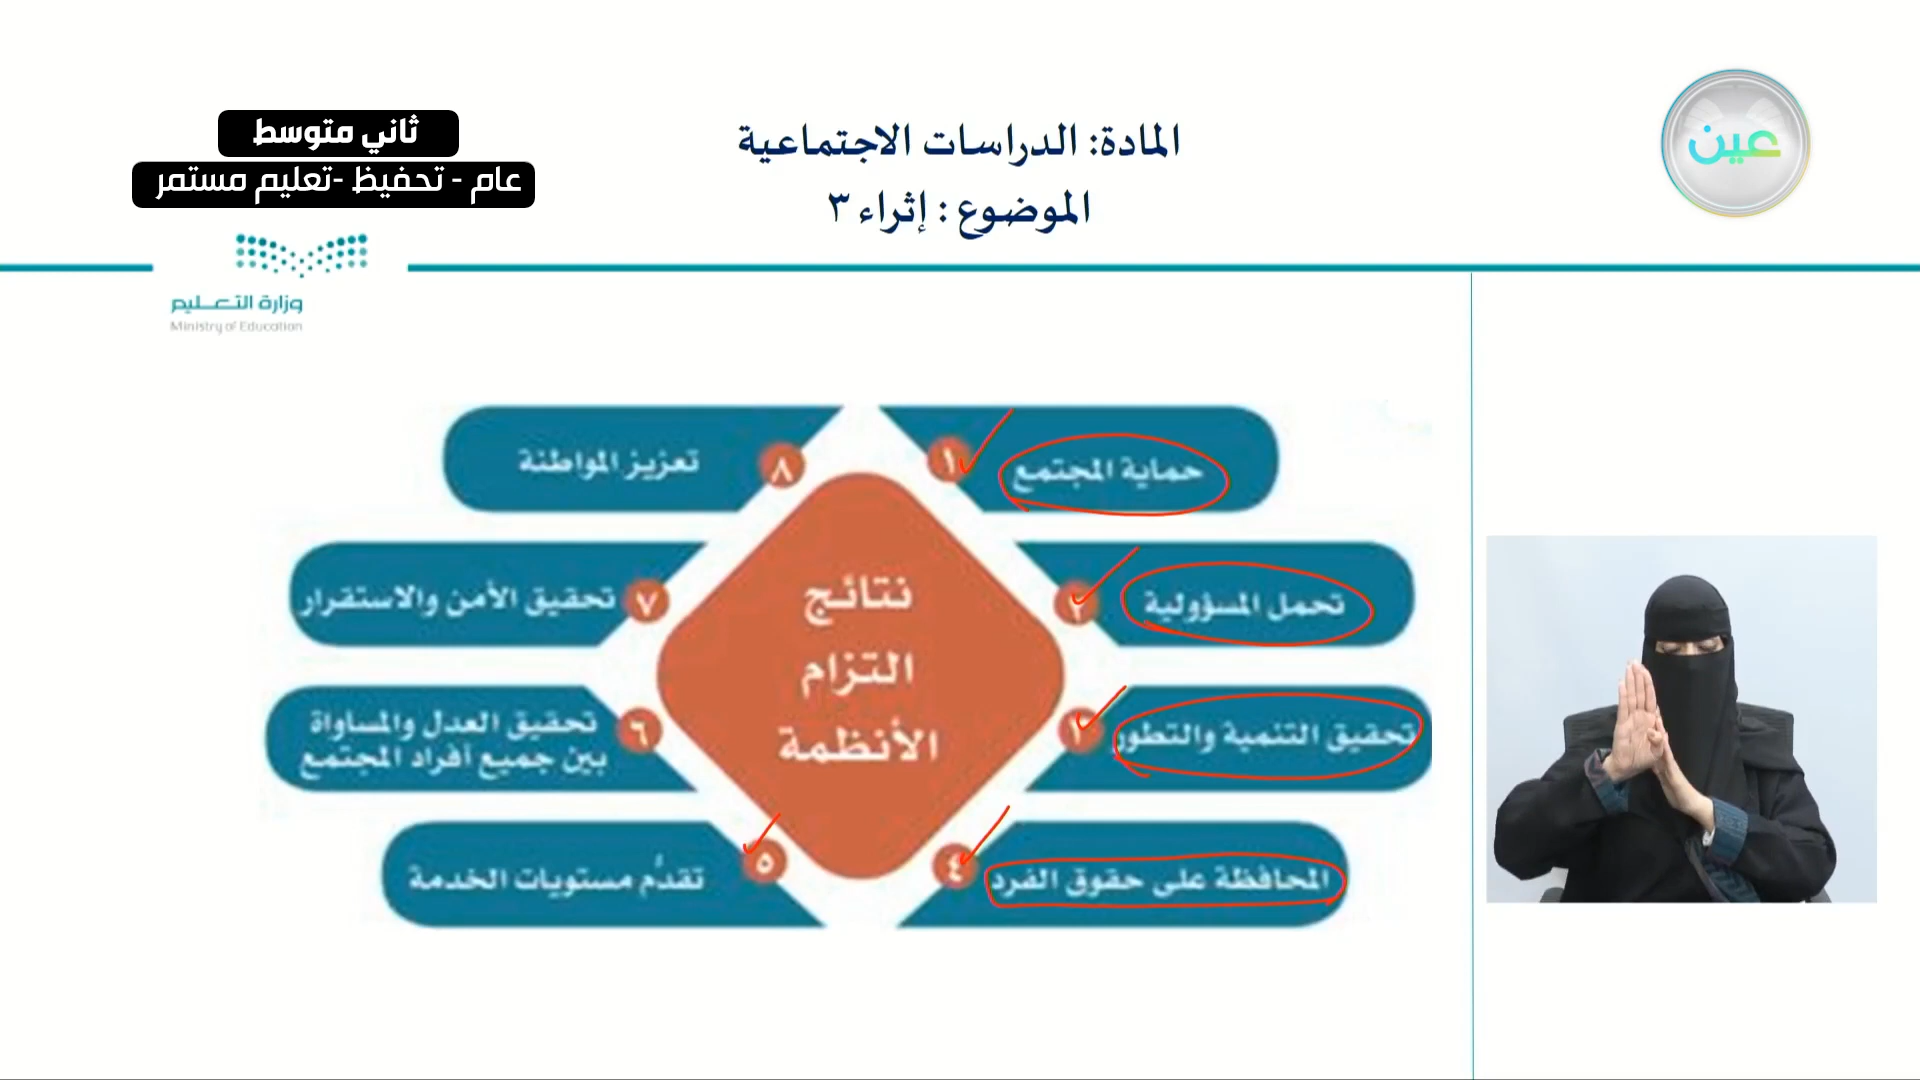 المادة: الدراسات الاجتماعية
الموضوع : إثراء ٣
عين
ثاني متوسط
عام - تحفيظ -تعليم مستمر
وزارة التعـــليم
Ministry of Education
نتائج
التزام
الأنظمة
١
حماية المجتمع
٢
تحمل المسؤولية
تحقيق التنمية والتطور
٤
المحافظة على حقوق الفرد
٥
تقدُّم مستويات الخدمة
٦
تحقيق العدل والمساواة
بين جميع أفراد المجتمع
٧
تحقيق الأمن والاستقرار
٨
تعزيز المواطنة